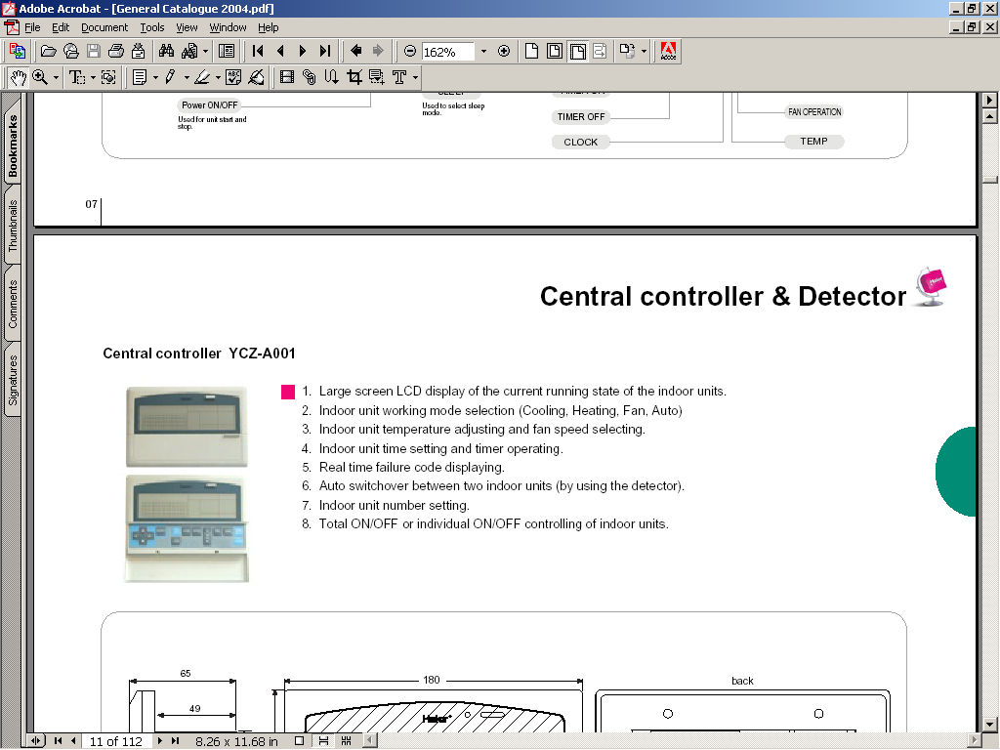 Adobe Acrobat - [General Catalogue 2004.pdf]
File Edit Document Tools View Window Help
162%
Adobe
Bookmarks
Thumbnails
Comments
Signatures
Power ON/OFF
Used for unit start and
stop.
Used to select sleep
mode.
TIMER OFF
CLOCK
FAN OPERATION
TEMP
07
Central controller & Detector
Haier
Central controller YCZ-A001
1. Large screen LCD display of the current running state of the indoor units.
2. Indoor unit working mode selection (Cooling, Heating, Fan, Auto)
3. Indoor unit temperature adjusting and fan speed selecting.
4. Indoor unit time setting and timer operating.
5. Real time failure code displaying.
6. Auto switchover between two indoor units (by using the detector).
7. Indoor unit number setting.
8. Total ON/OFF or individual ON/OFF controlling of indoor units.
65
180
back
49
Haier
11 of 112
8.26 x 11.68 in